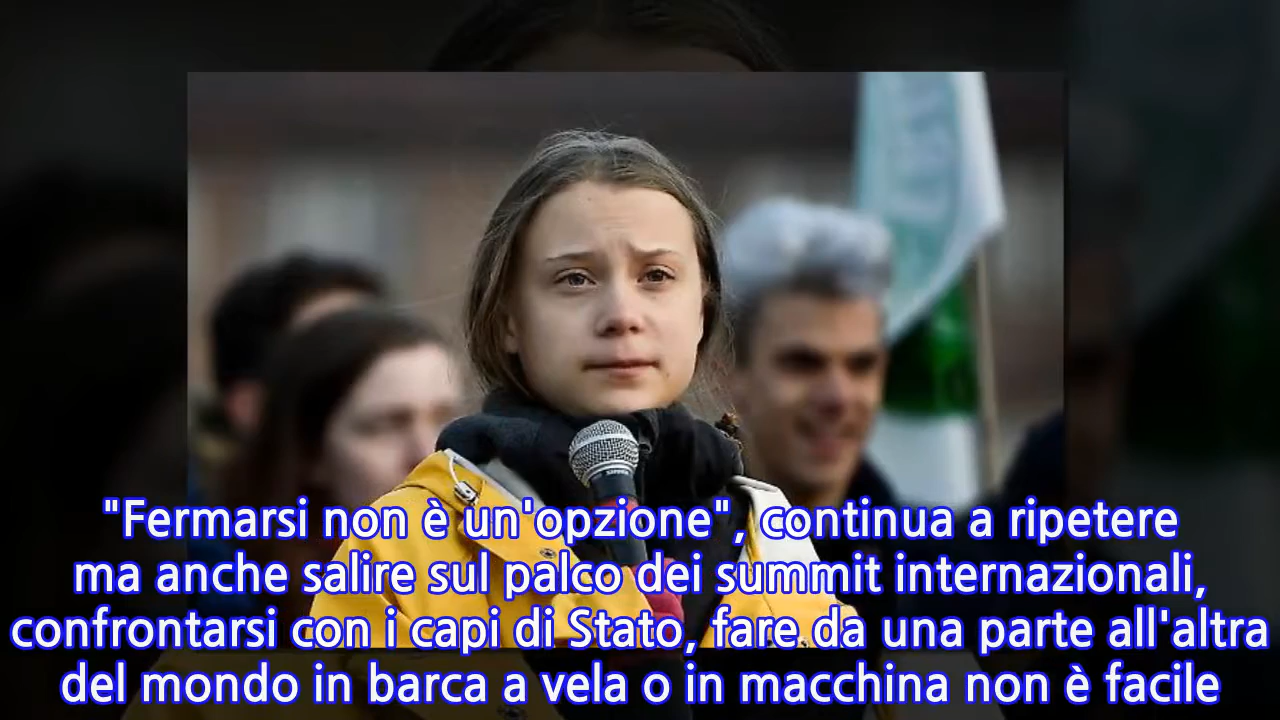 "Fermarsi non è un'opzione", continua a ripetere
ma anche salire sul palco dei summit internazionali,
confrontarsi con i capi di Stato, fare da una parte all'altra
del mondo in barca a vela o in macchina non è facile